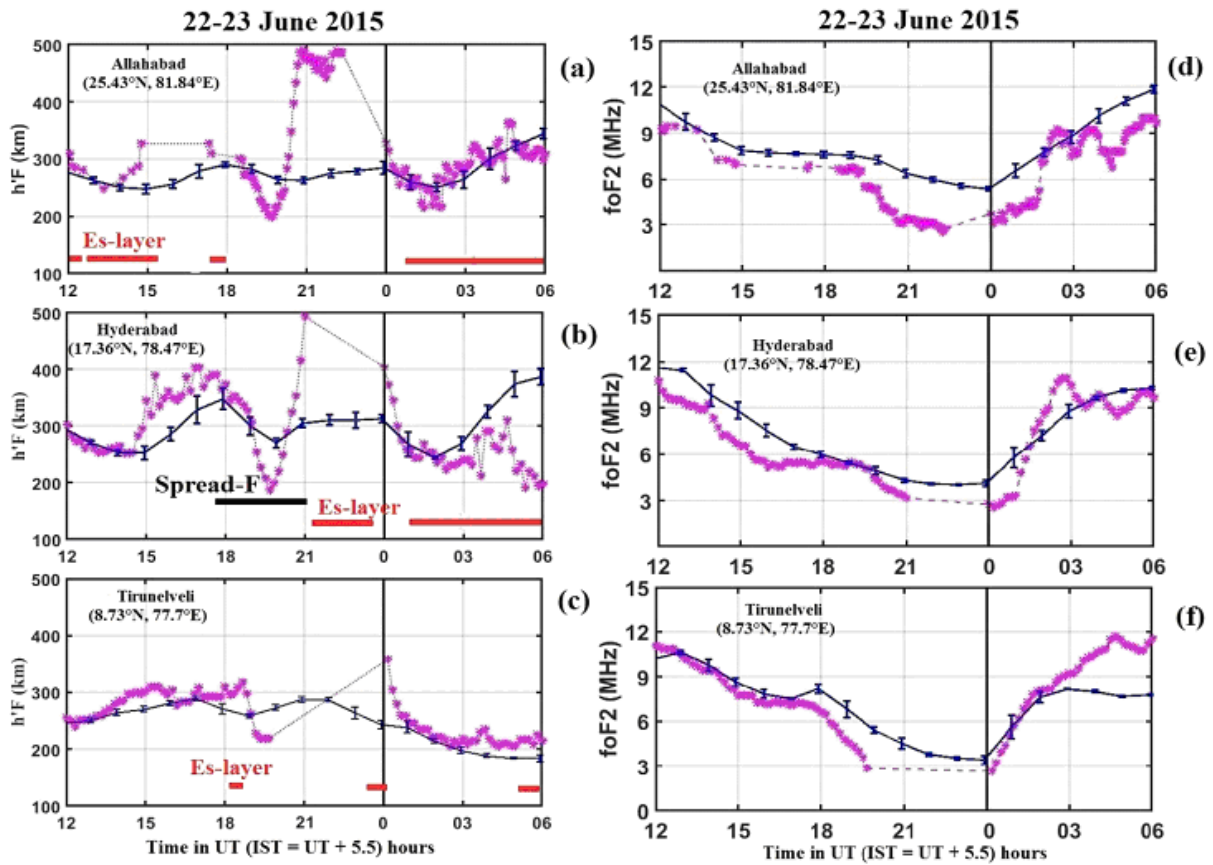 22-23 June 2015
22-23 June 2015
500
400
300
200
100
h'F (km)
Allahabad
(25.43°N, 81.84°E)
Es-layer
(a)
12 15 18 21 0 03 06
15
12
9
6
3
foF2 (MHz)
Allahabad
(25.43°N, 81.84°E)
(d)
12 15 18 21 0 03 06
500
400
300
200
100
h'F (km)
Hyderabad
(17.36°N, 78.47°E)
Spread-F
Es-layer
(b)
12 15 18 21 0 03 06
15
12
9
6
3
foF2 (MHz)
Hyderabad
(17.36°N, 78.47°E)
(e)
12 15 18 21 0 03 06
500
400
300
200
100
h'F (km)
Tirunelveli
(8.73°N, 77.7°E)
Es-layer
(c)
12 15 18 21 0 03 06
Time in UT (IST = UT + 5.5) hours
15
12
9
6
3
0
foF2 (MHz)
Tirunelveli
(8.73°N, 77.7°E)
(f)
12 15 18 21 0 03 06
Time in UT (IST = UT + 5.5) hours